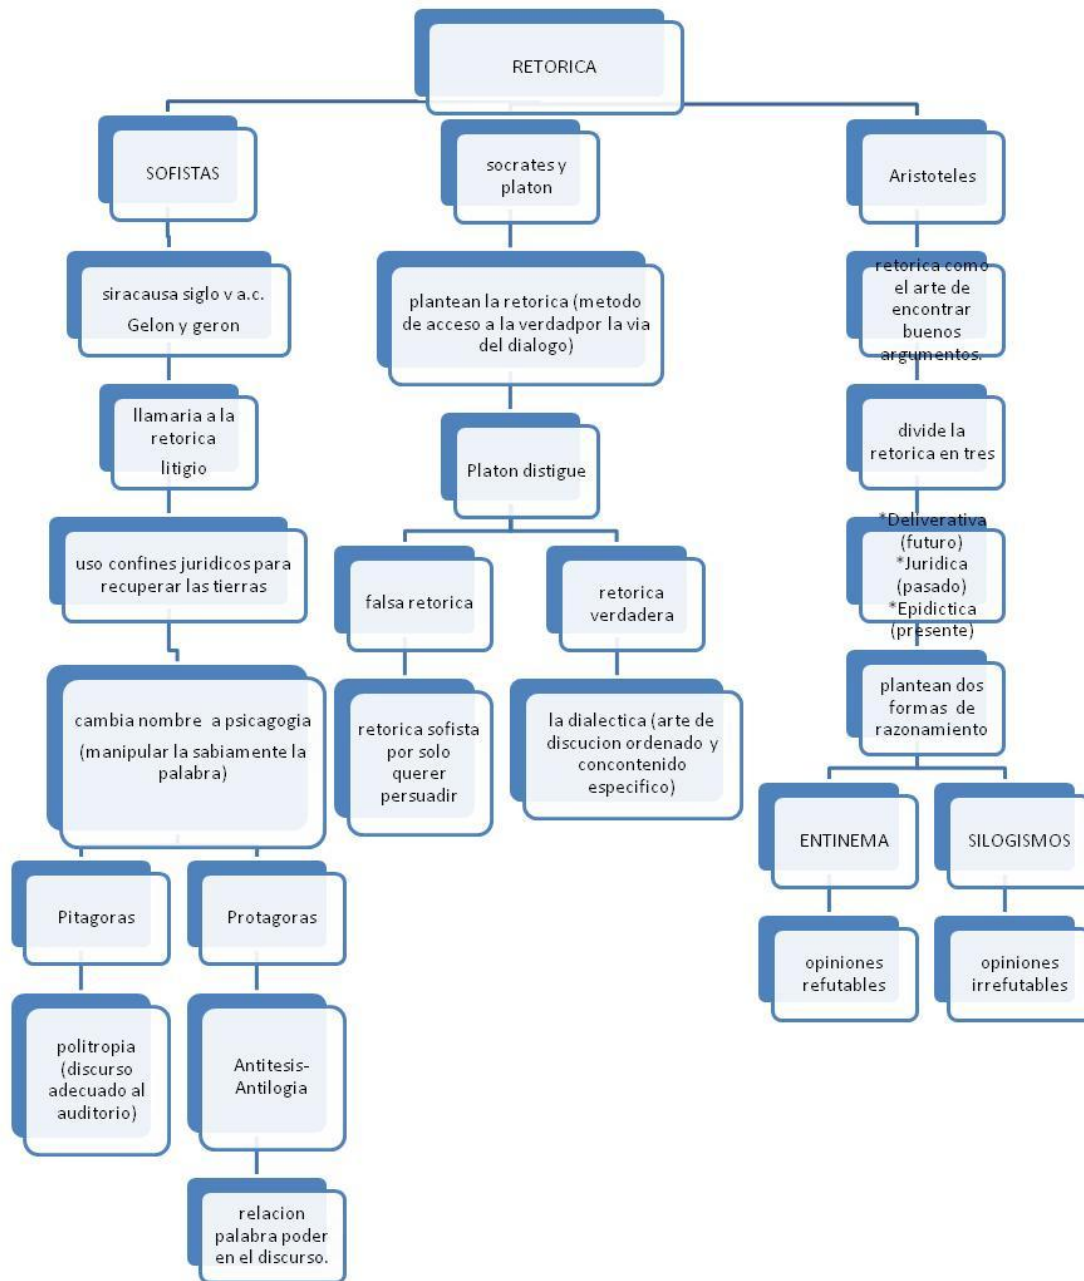 RETORICA
SOFISTAS
socrates y
platon
Aristoteles
siracusa siglo v a.c.
Gelon y geron
plantean la retorica (metodo
de acceso a la verdadpor la via
del dialogo)
retorica como
el arte de
encontrar
buenos
argumentos.
llamaria a la
retorica
litigio
Platon distigue
divide la
retorica en tres
uso confines juridicos para
recuperar las tierras
falsa retorica
retorica
verdadera
*Deliverativa
(futuro)
*Juridica
(pasado)
*Epidictica
(presente)
cambia nombre  a psicagogia
(manipular la sabiamente la
palabra)
retorica sofista
por solo
querer
persuadir
la dialectica (arte de
discucion ordenado y
concontenido
especifico)
plantean dos
formas de
razonamiento
ENTINEMA
SILOGISMOS
Pitagoras
Protagoras
opiniones
refutables
opiniones
irrefutables
politropia
(discurso
adecuado al
auditorio)
Antitesis-
Antilogia
relacion
palabra poder
en el discurso.